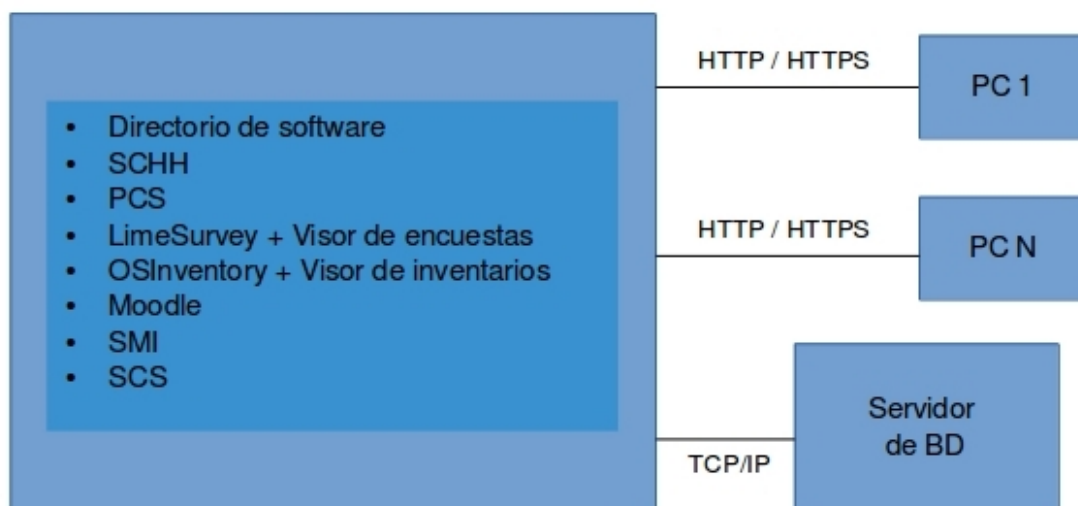 HTTP / HTTPS
PC 1
• Directorio de software
• SCHH
• PCS
• LimeSurvey + Visor de encuestas
• OSInventory + Visor de inventarios
• Moodle
• SMI
• SCS
HTTP / HTTPS
PC N
Servidor
de BD
TCP/IP